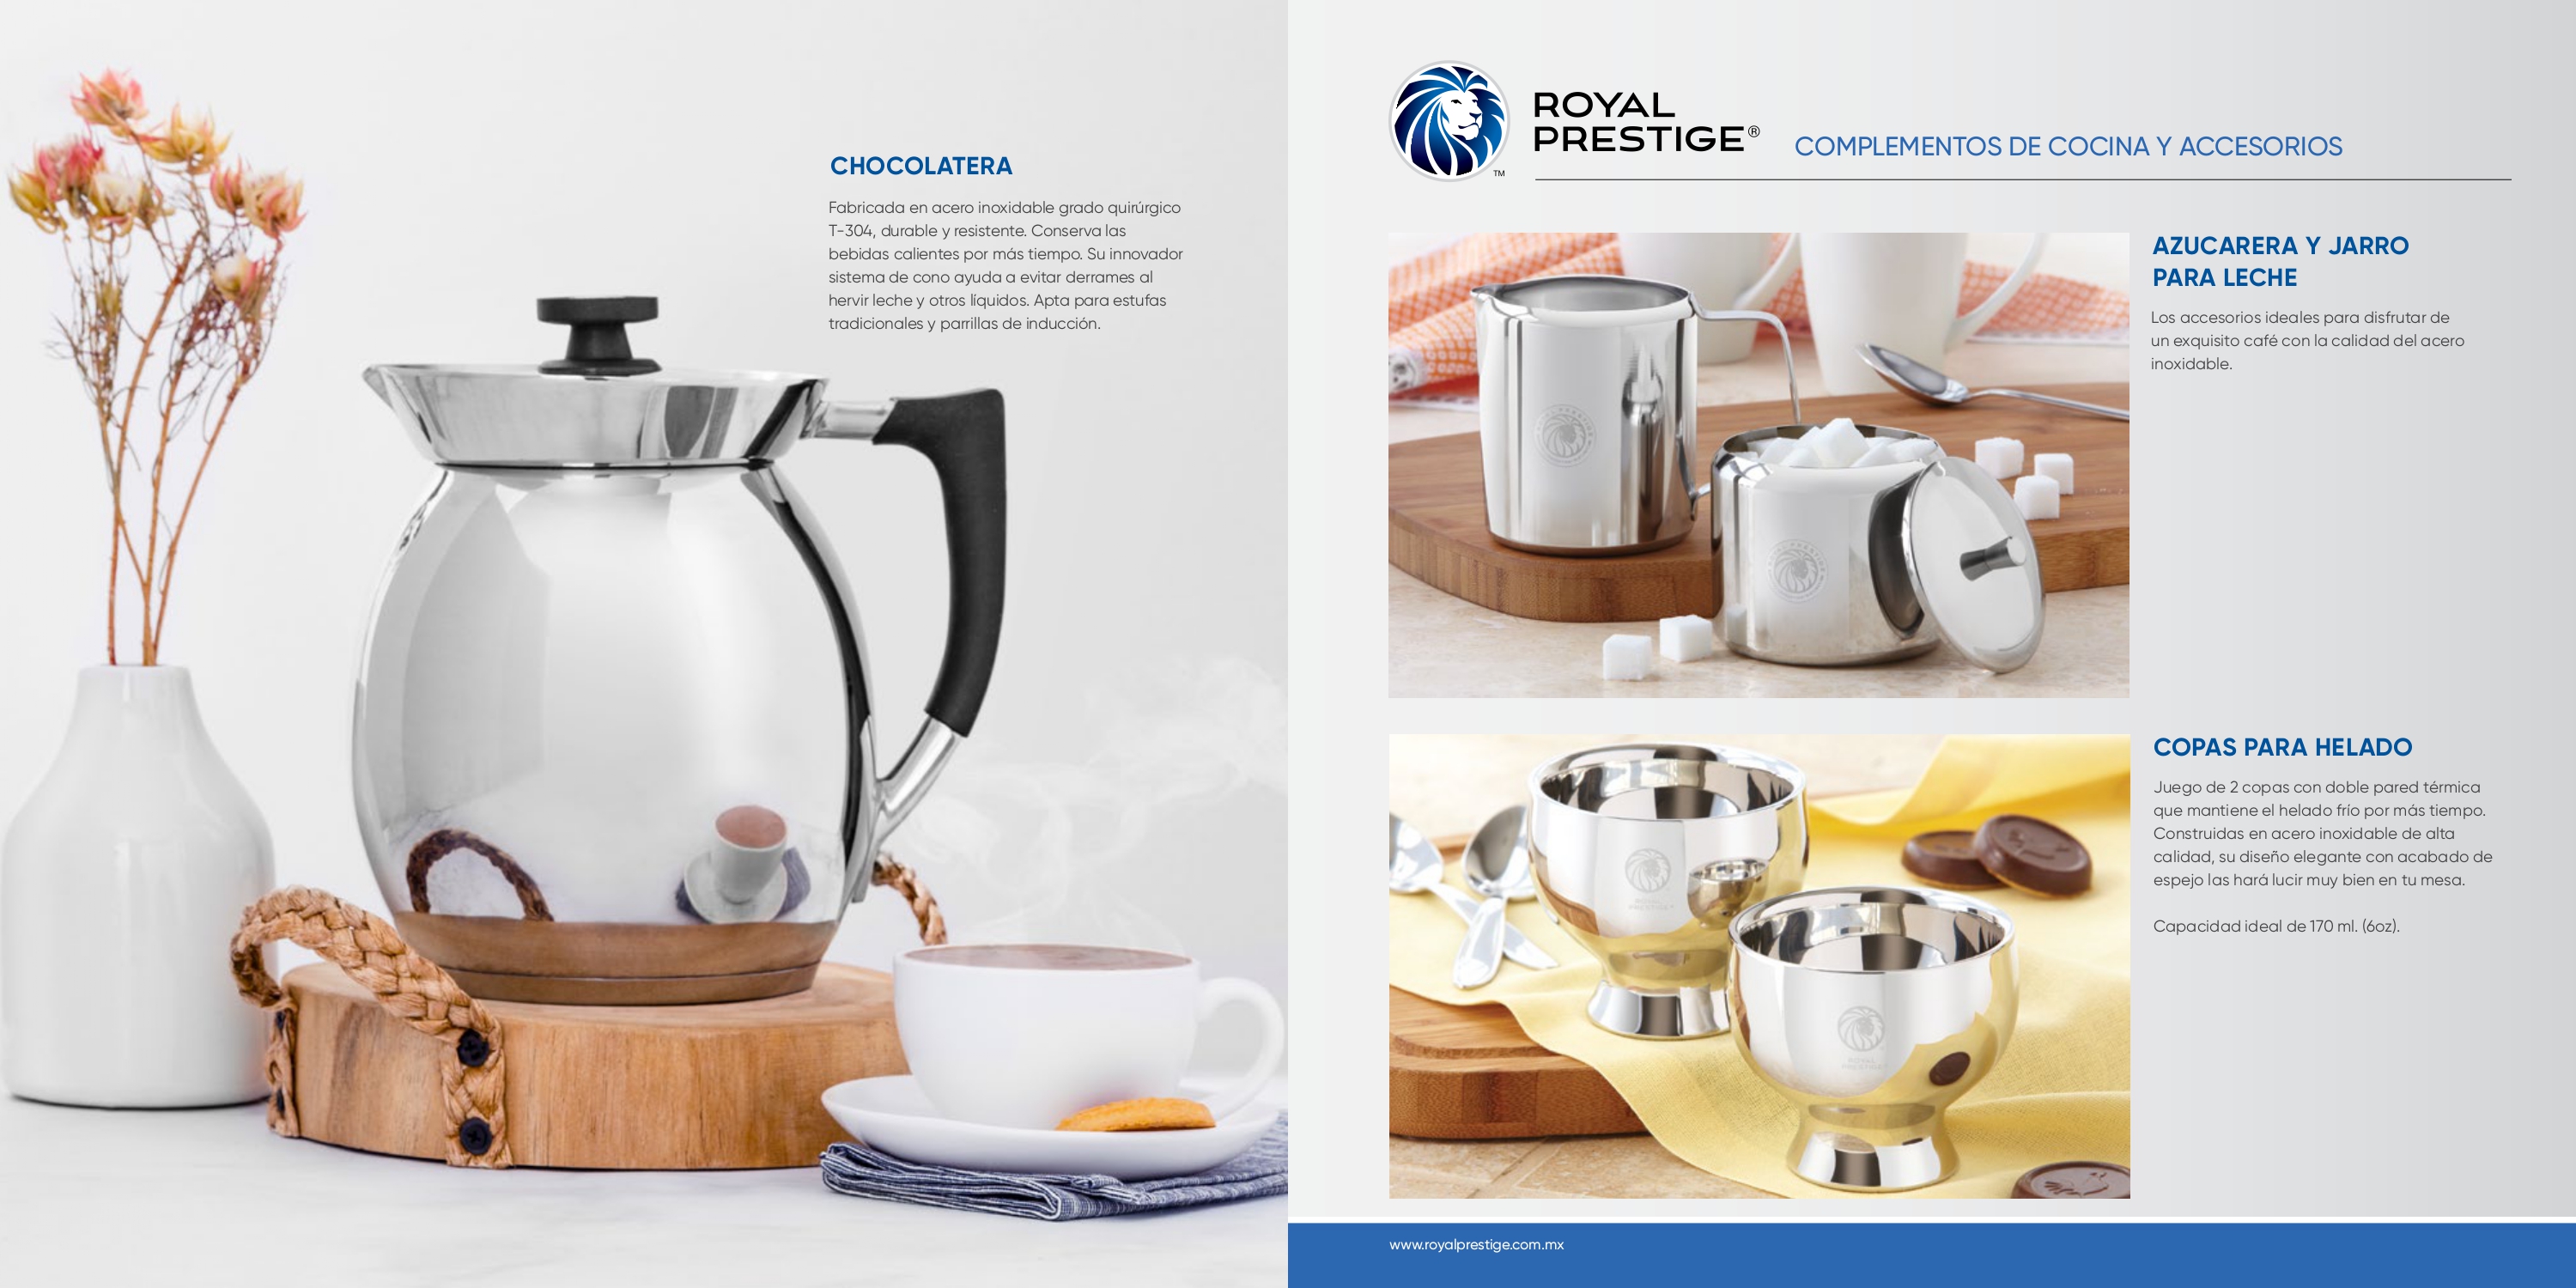 CHOCOLATERA
Fabricada en acero inoxidable grado quirúrgico
T-304, durable y resistente. Conserva las
bebidas calientes por más tiempo. Su innovador
sistema de cono ayuda a evitar derrames al
hervir leche y otros líquidos. Apta para estufas
tradicionales y parrillas de inducción.
ROYAL
PRESTIGE®
TM
COMPLEMENTOS DE COCINA Y ACCESORIOS
AZUCARERA Y JARRO
PARA LECHE
Los accesorios ideales para disfrutar de
un exquisito café con la calidad del acero
inoxidable.
COPAS PARA HELADO
Juego de 2 copas con doble pared térmica
que mantiene el helado frío por más tiempo.
Construidas en acero inoxidable de alta
calidad, su diseño elegante con acabado de
espejo las hará lucir muy bien en tu mesa.
Capacidad ideal de 170 ml. (6oz).
ROYAL
PRESTIGE
ROYAL
PRESTIGE
www.royalprestige.com.mx